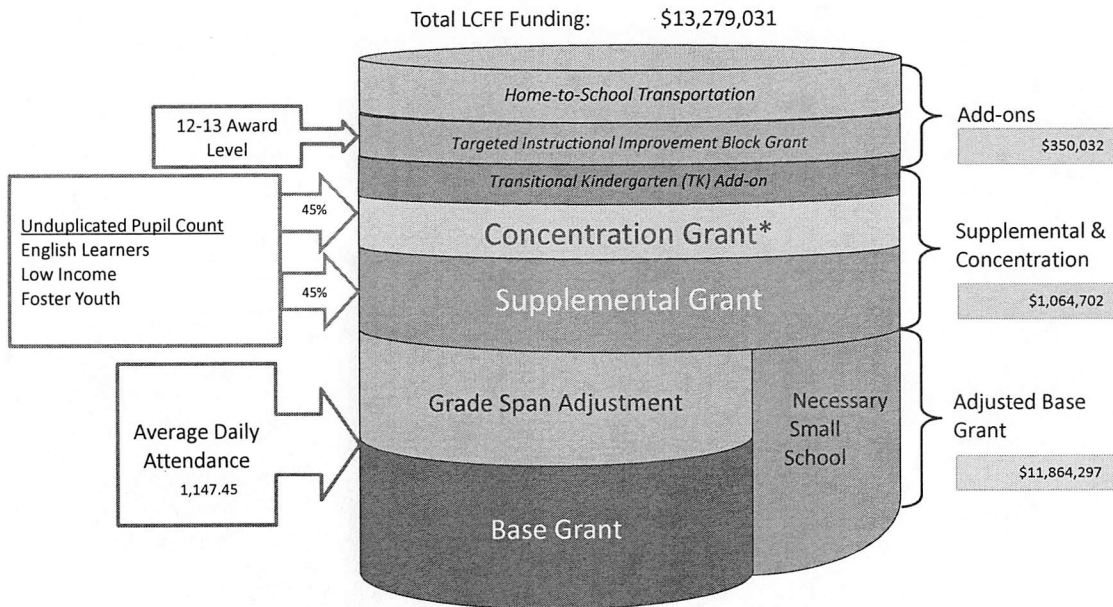 Total LCFF Funding: $13,279,031
Home-to-School Transportation
Targeted Instructional Improvement Block Grant
Transitional Kindergarten (TK) Add-on
Concentration Grant*
Supplemental Grant
Grade Span Adjustment
Base Grant
Necessary
Small
School
12-13 Award
Level
45%
Unduplicated Pupil Count
English Learners
Low Income
Foster Youth
45%
Average Daily
Attendance
1,147.45
Add-ons
$350,032
Supplemental &
Concentration
$1,064,702
Adjusted Base
Grant
$11,864,297